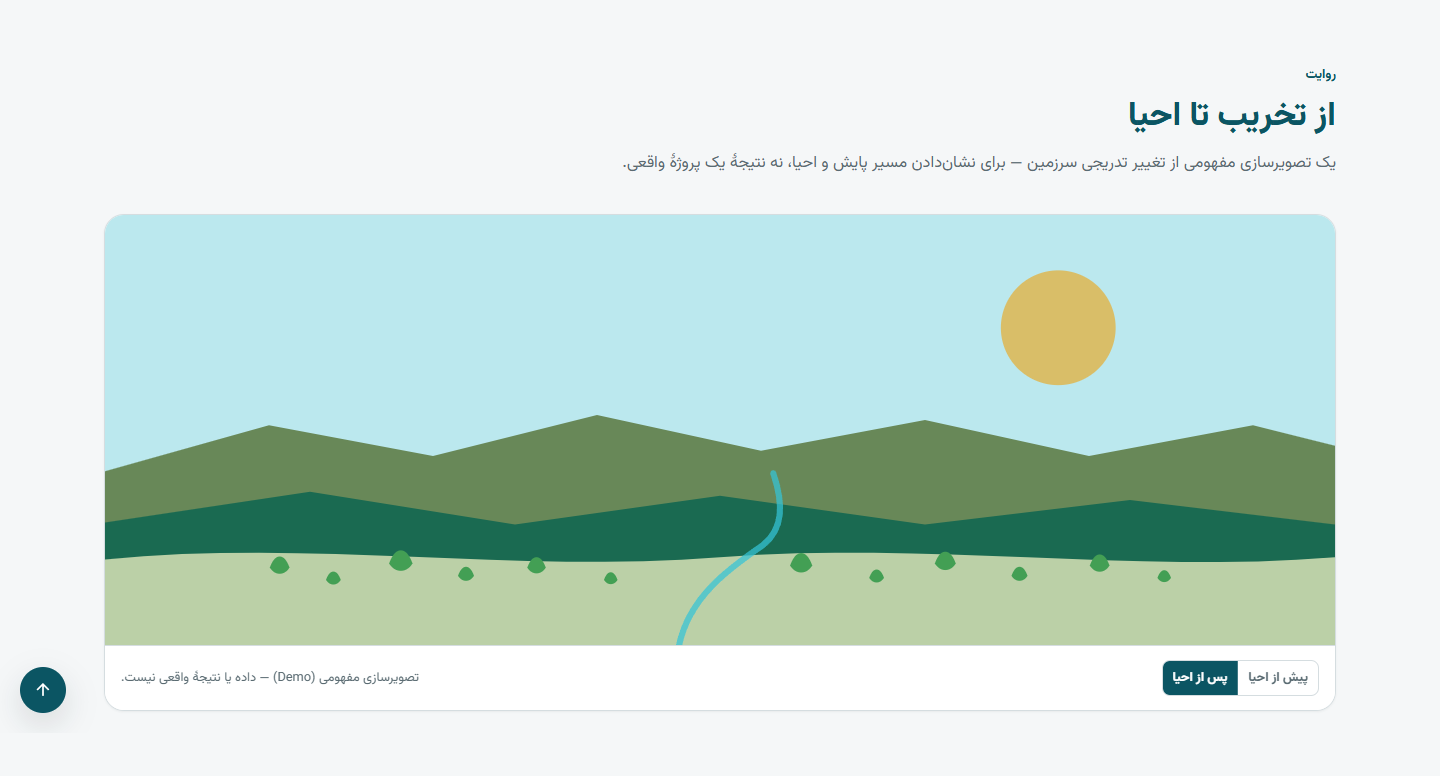 روایت
از تخریب تا احیا
یک تصویرسازی مفهومی از تغییر تدریجی سرزمین — برای نشان‌دادن مسیر پایش و احیا، نه نتیجهٔ یک پروژهٔ واقعی.
پیش از احیا
پس از احیا
تصویرسازی مفهومی (Demo) — داده یا نتیجهٔ واقعی نیست.